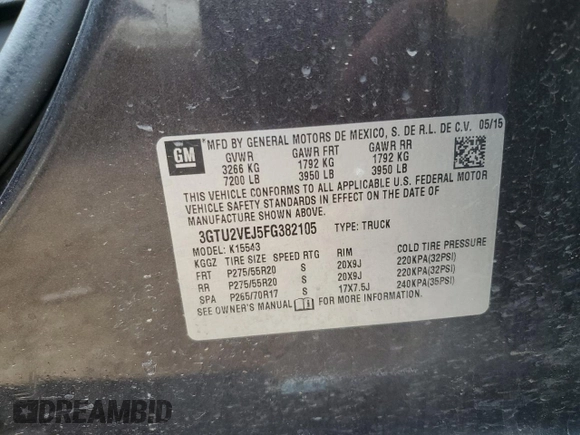 GM
MFD BY GENERAL MOTORS DE MEXICO, S. DE R.L. DE C.V. 05/15
GVWR GAWR FRT GAWR RR
3266 KG 1792 KG 1792 KG
7200 LB 3950 LB 3950 LB
THIS VEHICLE CONFORMS TO ALL APPLICABLE U.S. FEDERAL MOTOR
VEHICLE SAFETY STANDARDS IN EFFECT ON THE DATE OF
MANUFACTURE SHOWN ABOVE.
3GTU2VEJ5FG382105 TYPE: TRUCK
MODEL: K15543
KGGZ TIRE SIZE SPEED RTG RIM COLD TIRE PRESSURE
FRT P275/55R20 S 20X9J 220KPA(32PSI)
RR P275/55R20 S 20X9J 220KPA(32PSI)
SPA P265/70R17 S 17X7.5J 240KPA(35PSI)
SEE OWNER'S MANUAL FOR MORE INFORMATION.
DREAMB!D